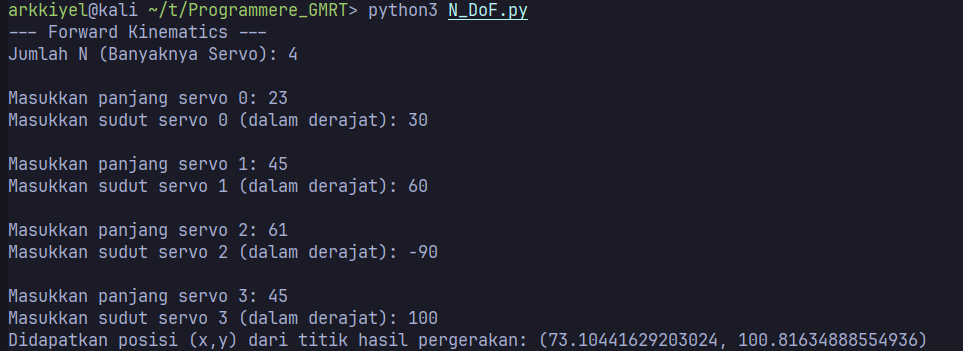 arkkiyel@kali ~/t/Programmere_GMRT> python3 N_DoF.py
--- Forward Kinematics ---
Jumlah N (Banyaknya Servo): 4
Masukkan panjang servo 0: 23
Masukkan sudut servo 0 (dalam derajat): 30
Masukkan panjang servo 1: 45
Masukkan sudut servo 1 (dalam derajat): 60
Masukkan panjang servo 2: 61
Masukkan sudut servo 2 (dalam derajat): -90
Masukkan panjang servo 3: 45
Masukkan sudut servo 3 (dalam derajat): 100
Didapatkan posisi (x,y) dari titik hasil pergerakan: (73.10441629203024, 100.81634888554936)